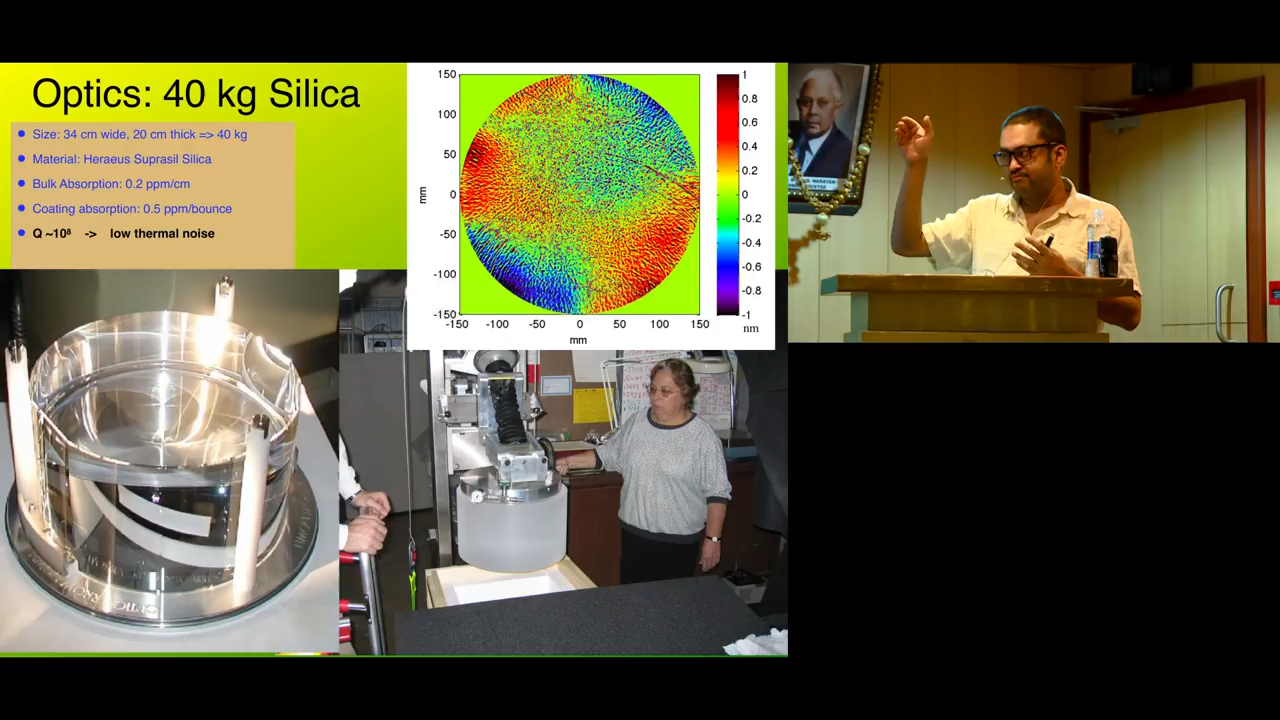 Optics: 40 kg Silica
Size: 34 cm wide, 20 cm thick => 40 kg
Material: Heraeus Suprasil Silica
Bulk Absorption: 0.2 ppm/cm
Coating absorption: 0.5 ppm/bounce
Q ~10⁸ -> low thermal noise
150
100
50
0
-50
-100
-150
mm
-150 -100 -50 0 50 100 150
mm
1
0.8
0.6
0.4
0.2
0
-0.2
-0.4
-0.6
-0.8
-1
nm